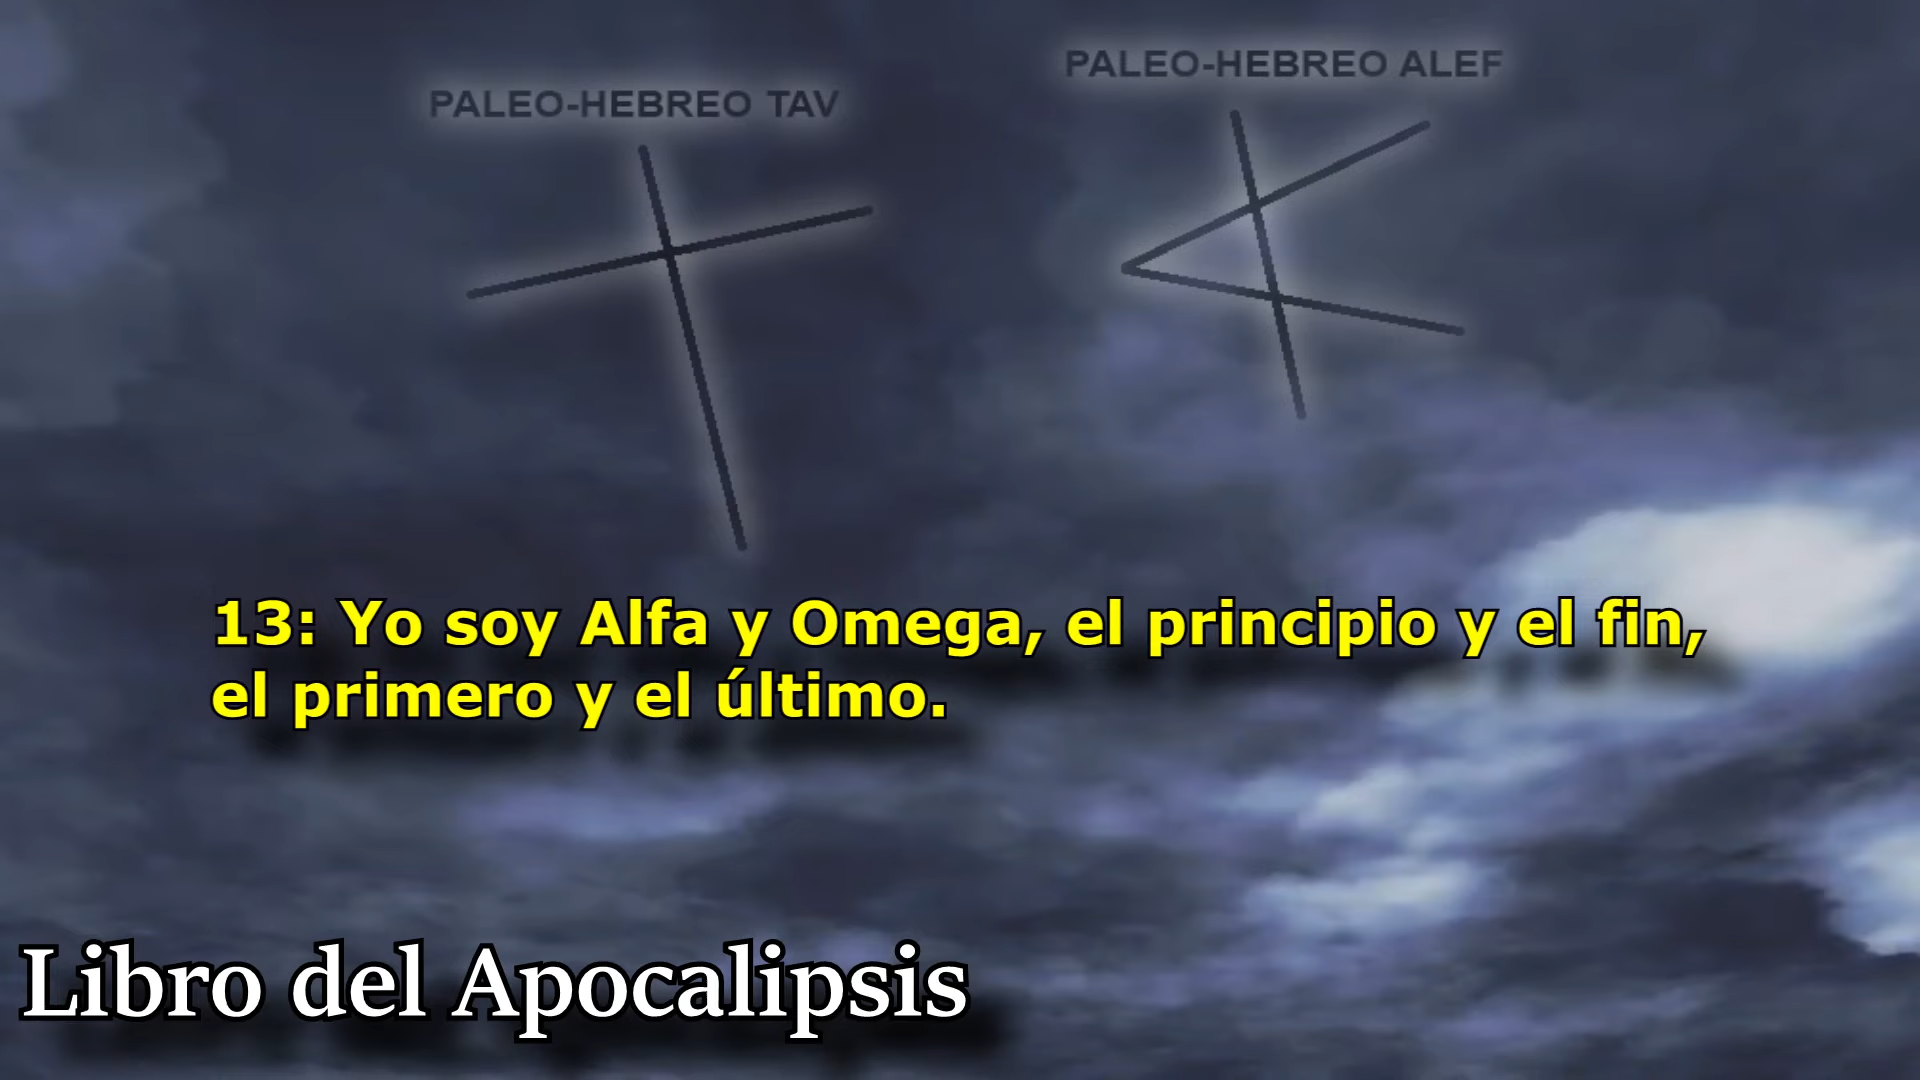 PALEO-HEBREO TAV
PALEO-HEBREO ALEF
13: Yo soy Alfa y Omega, el principio y el fin,
el primero y el último.
Libro del Apocalipsis